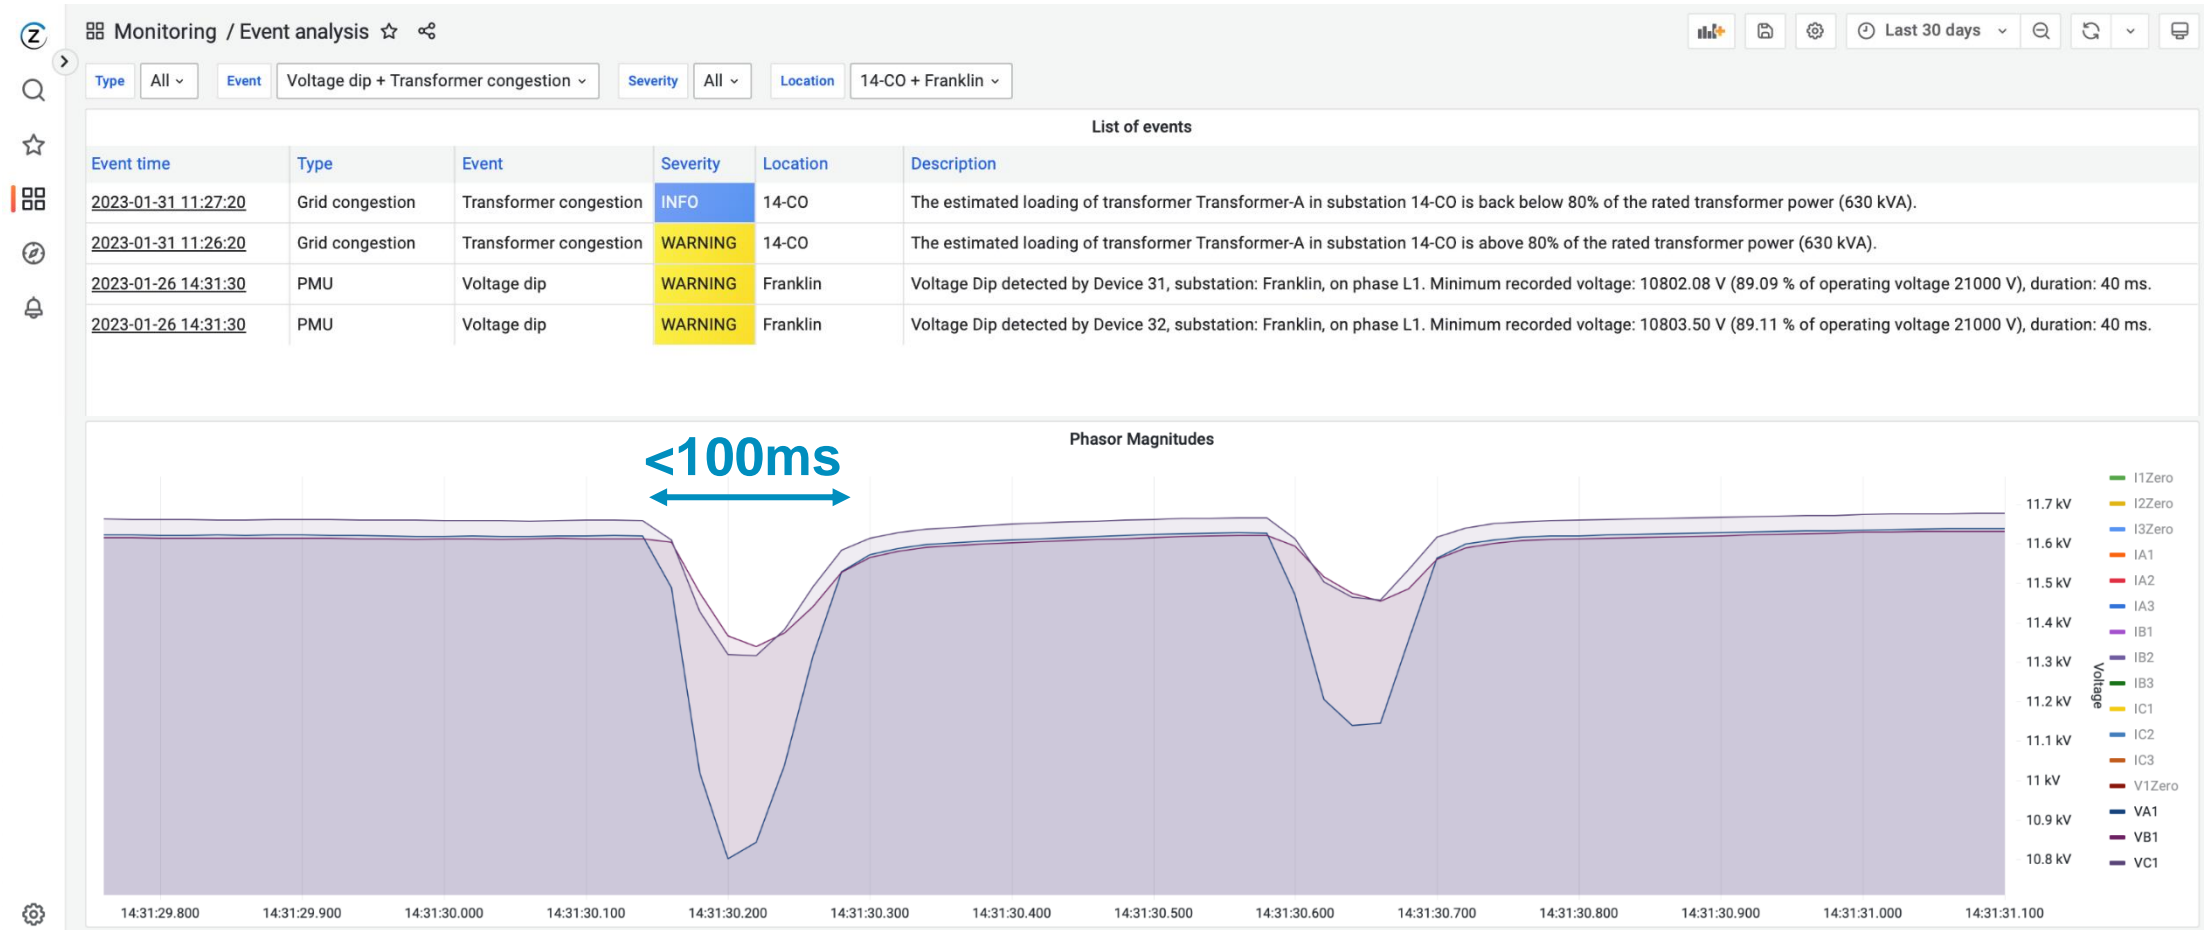 Z
Monitoring / Event analysis
Last 30 days
Type All Event Voltage dip + Transformer congestion Severity All Location 14-CO + Franklin
List of events
Event time Type Event Severity Location Description
2023-01-31 11:27:20 Grid congestion Transformer congestion INFO 14-CO The estimated loading of transformer Transformer-A in substation 14-CO is back below 80% of the rated transformer power (630 kVA).
2023-01-31 11:26:20 Grid congestion Transformer congestion WARNING 14-CO The estimated loading of transformer Transformer-A in substation 14-CO is above 80% of the rated transformer power (630 kVA).
2023-01-26 14:31:30 PMU Voltage dip WARNING Franklin Voltage Dip detected by Device 31, substation: Franklin, on phase L1. Minimum recorded voltage: 10802.08 V (89.09 % of operating voltage 21000 V), duration: 40 ms.
2023-01-26 14:31:30 PMU Voltage dip WARNING Franklin Voltage Dip detected by Device 32, substation: Franklin, on phase L1. Minimum recorded voltage: 10803.50 V (89.11 % of operating voltage 21000 V), duration: 40 ms.
Phasor Magnitudes
<100ms
11.7 kV
11.6 kV
11.5 kV
11.4 kV
11.3 kV
11.2 kV
11.1 kV
11 kV
10.9 kV
10.8 kV
Voltage
I1Zero
I2Zero
I3Zero
IA1
IA2
IA3
IB1
IB2
IB3
IC1
IC2
IC3
V1Zero
VA1
VB1
VC1
14:31:29.800 14:31:29.900 14:31:30.000 14:31:30.100 14:31:30.200 14:31:30.300 14:31:30.400 14:31:30.500 14:31:30.600 14:31:30.700 14:31:30.800 14:31:30.900 14:31:31.000 14:31:31.100